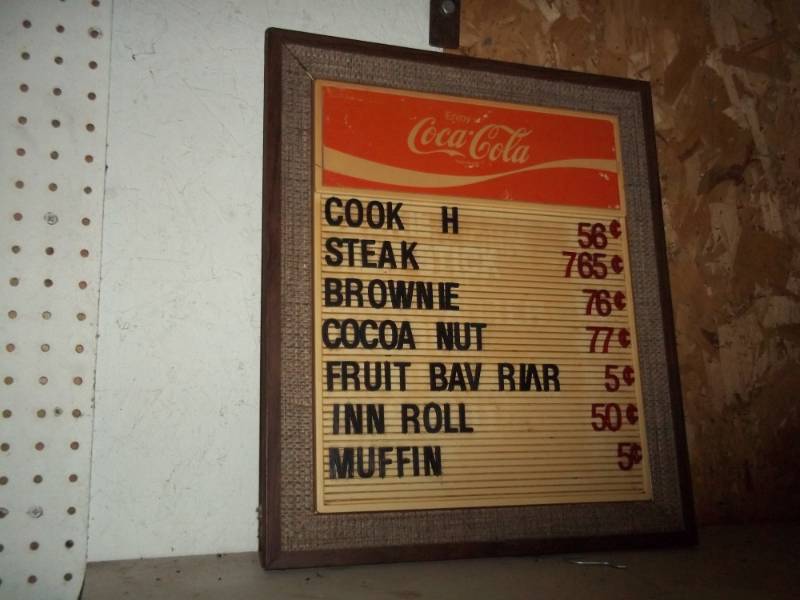 Enjoy
Coca-Cola
COOK H 56¢
STEAK 765¢
BROWNIE 76¢
COCOA NUT 77¢
FRUIT BAV RIAR 5¢
INN ROLL 50¢
MUFFIN 5¢